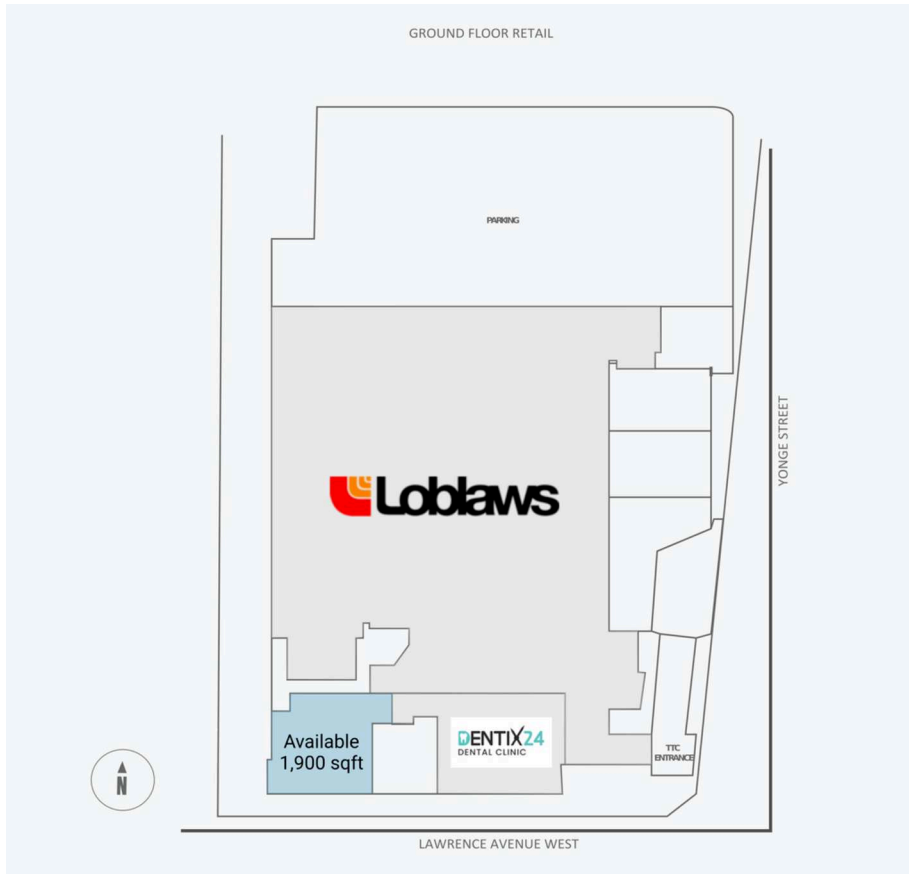 GROUND FLOOR RETAIL
PARKING
YONGE STREET
Loblaws
Available
1,900 sqft
DENTIX24
DENTAL CLINIC
TTC
ENTRANCE
N
LAWRENCE AVENUE WEST